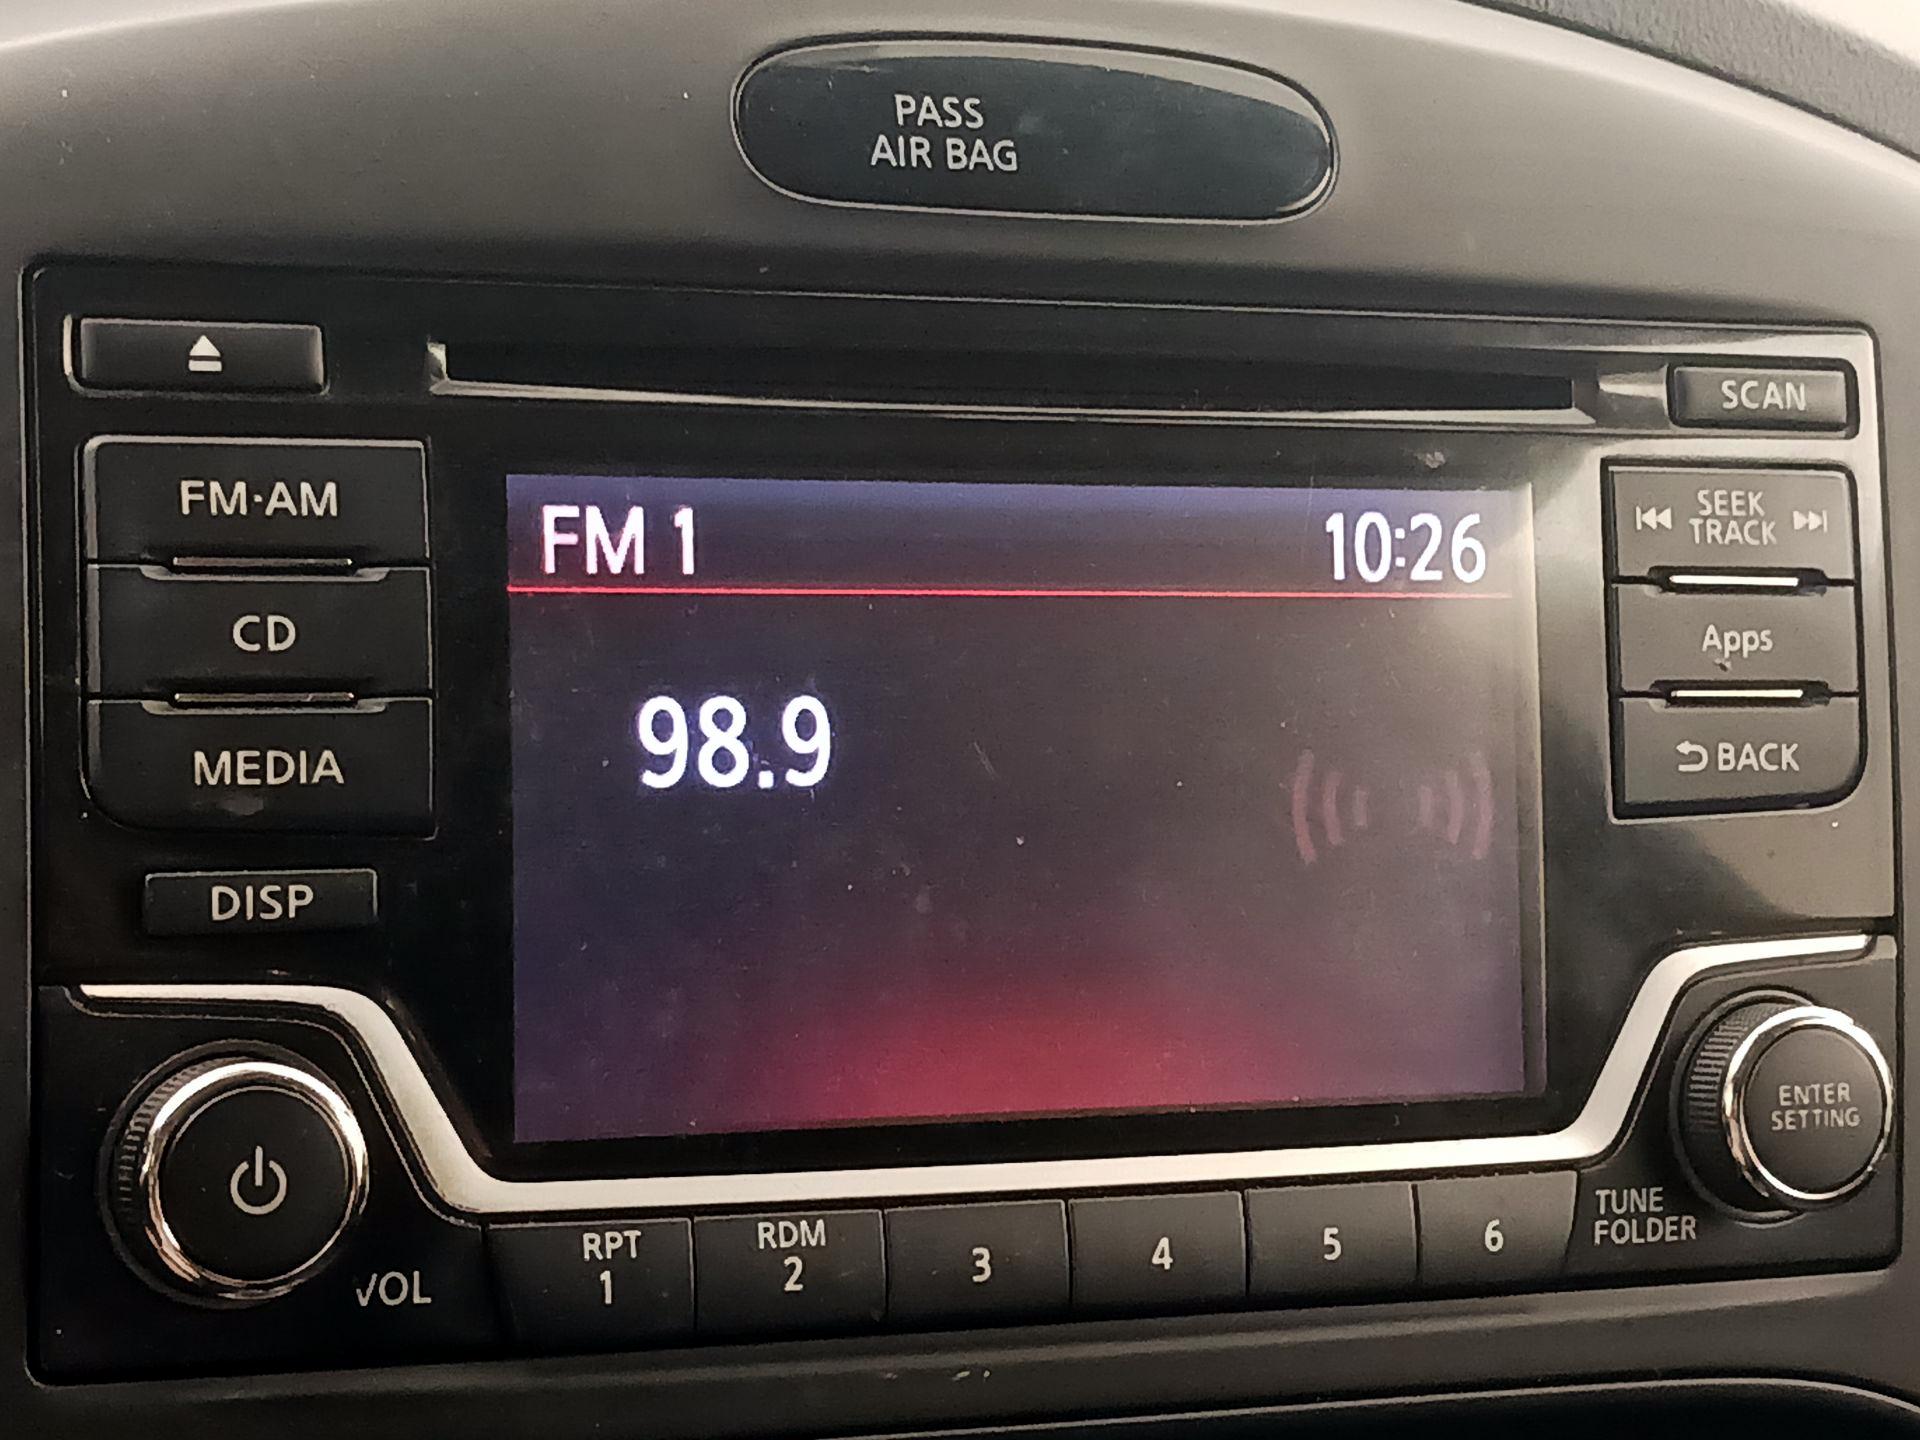 PASS
AIR BAG
SCAN
FM·AM
CD
MEDIA
DISP
FM 1
10:26
98.9
SEEK
TRACK
Apps
BACK
VOL
RPT
1
RDM
2
3
4
5
6
TUNE
FOLDER
ENTER
SETTING